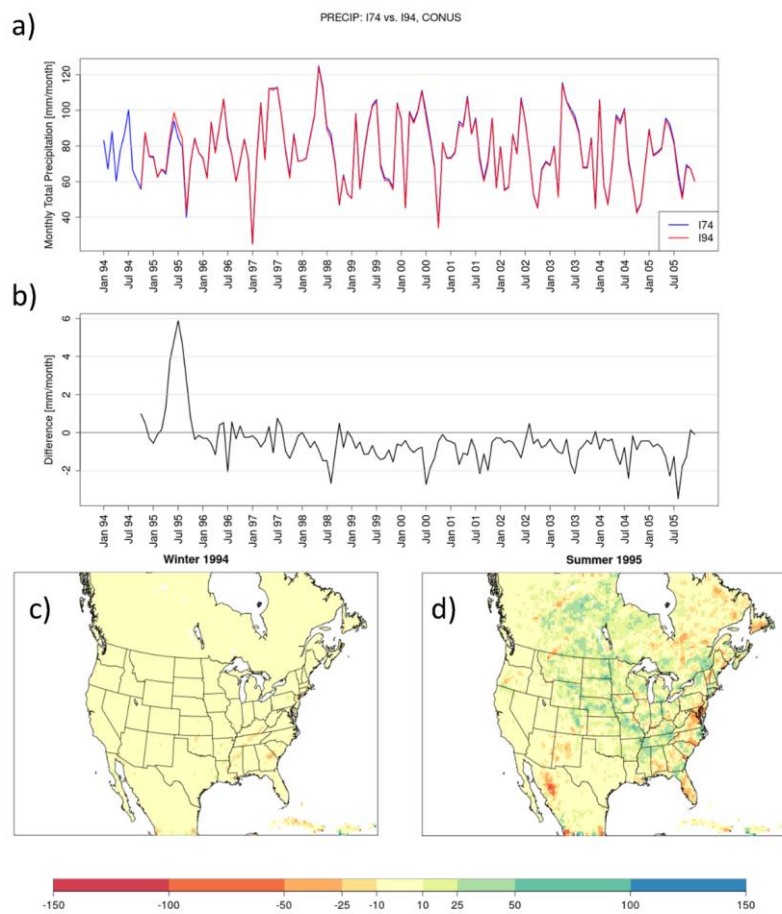 PRECIP: I74 vs. I94, CONUS
a)
Monthly Total Precipitation [mm/month]
120
100
80
60
40
I74
I94
Jan 94
Jul 94
Jan 95
Jul 95
Jan 96
Jul 96
Jan 97
Jul 97
Jan 98
Jul 98
Jan 99
Jul 99
Jan 00
Jul 00
Jan 01
Jul 01
Jan 02
Jul 02
Jan 03
Jul 03
Jan 04
Jul 04
Jan 05
Jul 05
b)
Difference [mm/month]
6
4
2
0
-2
Jan 94
Jul 94
Jan 95
Jul 95
Jan 96
Jul 96
Jan 97
Jul 97
Jan 98
Jul 98
Jan 99
Jul 99
Jan 00
Jul 00
Jan 01
Jul 01
Jan 02
Jul 02
Jan 03
Jul 03
Jan 04
Jul 04
Jan 05
Jul 05
Winter 1994
Summer 1995
c)
d)
-150 -100 -50 -25 -10 10 25 50 100 150